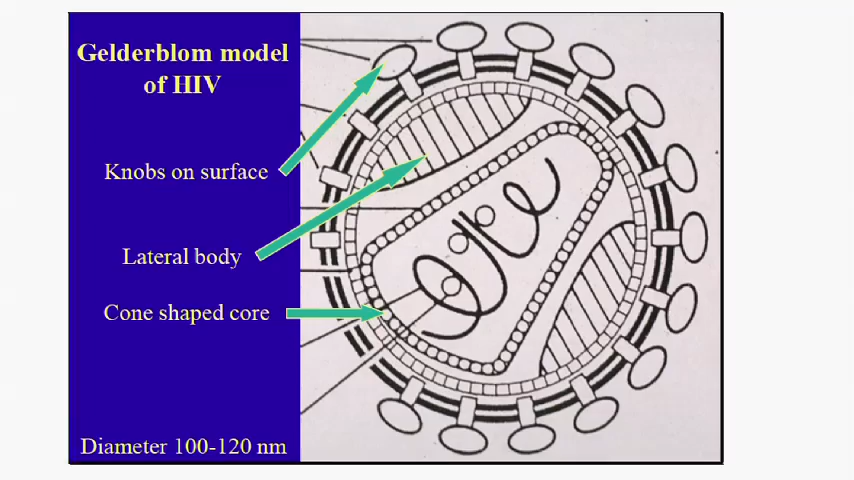 Gelderblom model
of HIV
Knobs on surface
Lateral body
Cone shaped core
Diameter 100-120 nm